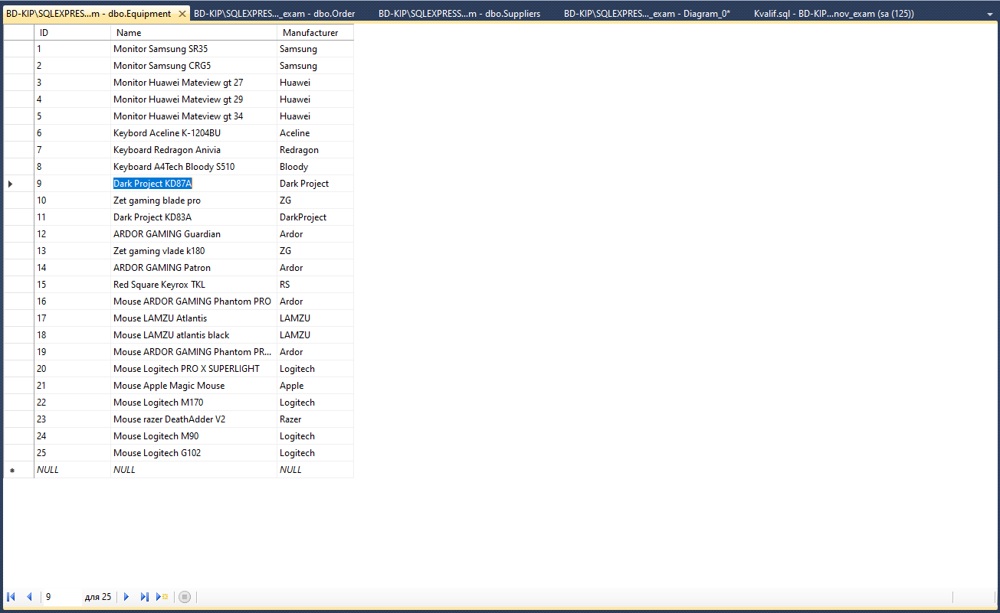 BD-KIP\SQLEXPRES...m - dbo.Equipment BD-KIP\SQLEXPRES..._exam - dbo.Order BD-KIP\SQLEXPRESS...m - dbo.Suppliers BD-KIP\SQLEXPRES..._exam - Diagram_0* Kvalif.sql - BD-KIP...nov_exam (sa (125))
ID Name Manufacturer
1 Monitor Samsung SR35 Samsung
2 Monitor Samsung CRG5 Samsung
3 Monitor Huawei Mateview gt 27 Huawei
4 Monitor Huawei Mateview gt 29 Huawei
5 Monitor Huawei Mateview gt 34 Huawei
6 Keybord Aceline K-1204BU Aceline
7 Keyboard Redragon Anivia Redragon
8 Keyboard A4Tech Bloody S510 Bloody
9 Dark Project KD87A Dark Project
10 Zet gaming blade pro ZG
11 Dark Project KD83A DarkProject
12 ARDOR GAMING Guardian Ardor
13 Zet gaming vlade k180 ZG
14 ARDOR GAMING Patron Ardor
15 Red Square Keyrox TKL RS
16 Mouse ARDOR GAMING Phantom PRO Ardor
17 Mouse LAMZU Atlantis LAMZU
18 Mouse LAMZU atlantis black LAMZU
19 Mouse ARDOR GAMING Phantom PR... Ardor
20 Mouse Logitech PRO X SUPERLIGHT Logitech
21 Mouse Apple Magic Mouse Apple
22 Mouse Logitech M170 Logitech
23 Mouse razer DeathAdder V2 Razer
24 Mouse Logitech M90 Logitech
25 Mouse Logitech G102 Logitech
NULL NULL NULL
9 для 25